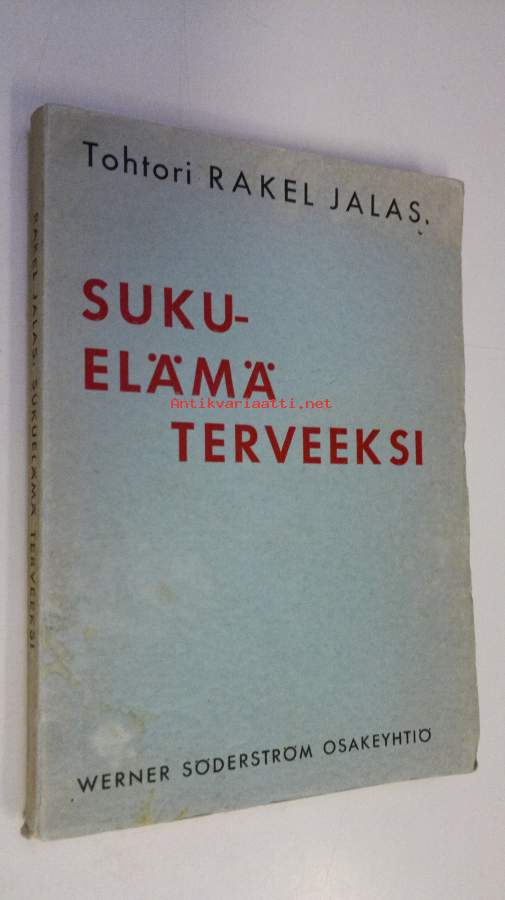 Tohtori RAKEL JALAS.
SUKU-
ELÄMÄ
Antikvariaatti.net
TERVEEKSI
WERNER SÖDERSTRÖM OSAKEYHTIÖ
RAKEL JALAS, SUKUELÄMÄ TERVEEKSI